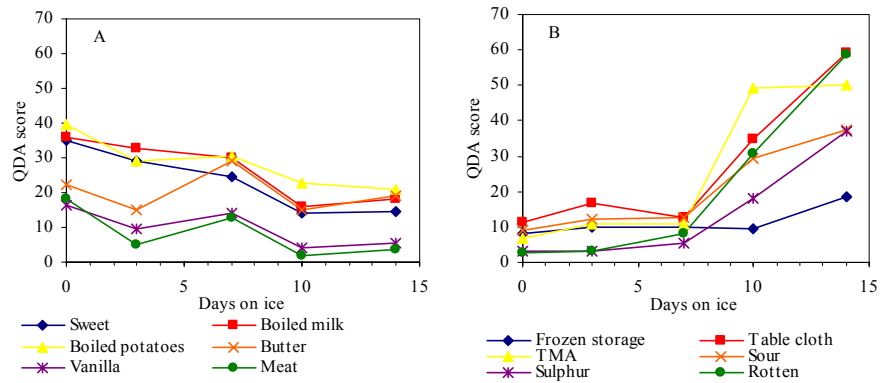 A
QDA score
70
60
50
40
30
20
10
0
0 5 10 15
Days on ice
Sweet Boiled milk
Boiled potatoes Butter
Vanilla Meat
B
QDA score
70
60
50
40
30
20
10
0
0 5 10 15
Days on ice
Frozen storage Table cloth
TMA Sour
Sulphur Rotten